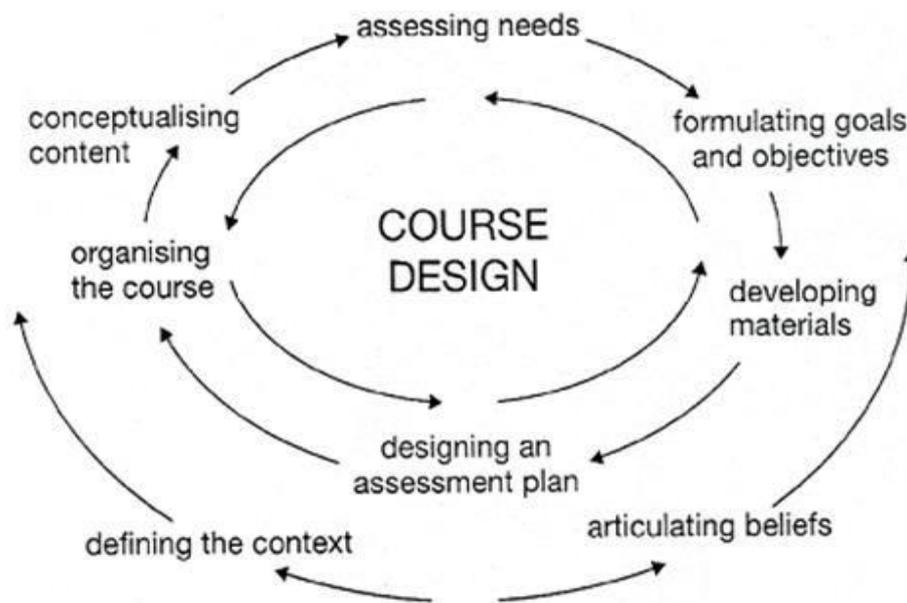 assessing needs
conceptualising
content
formulating goals
and objectives
COURSE
DESIGN
organising
the course
developing
materials
designing an
assessment plan
defining the context
articulating beliefs